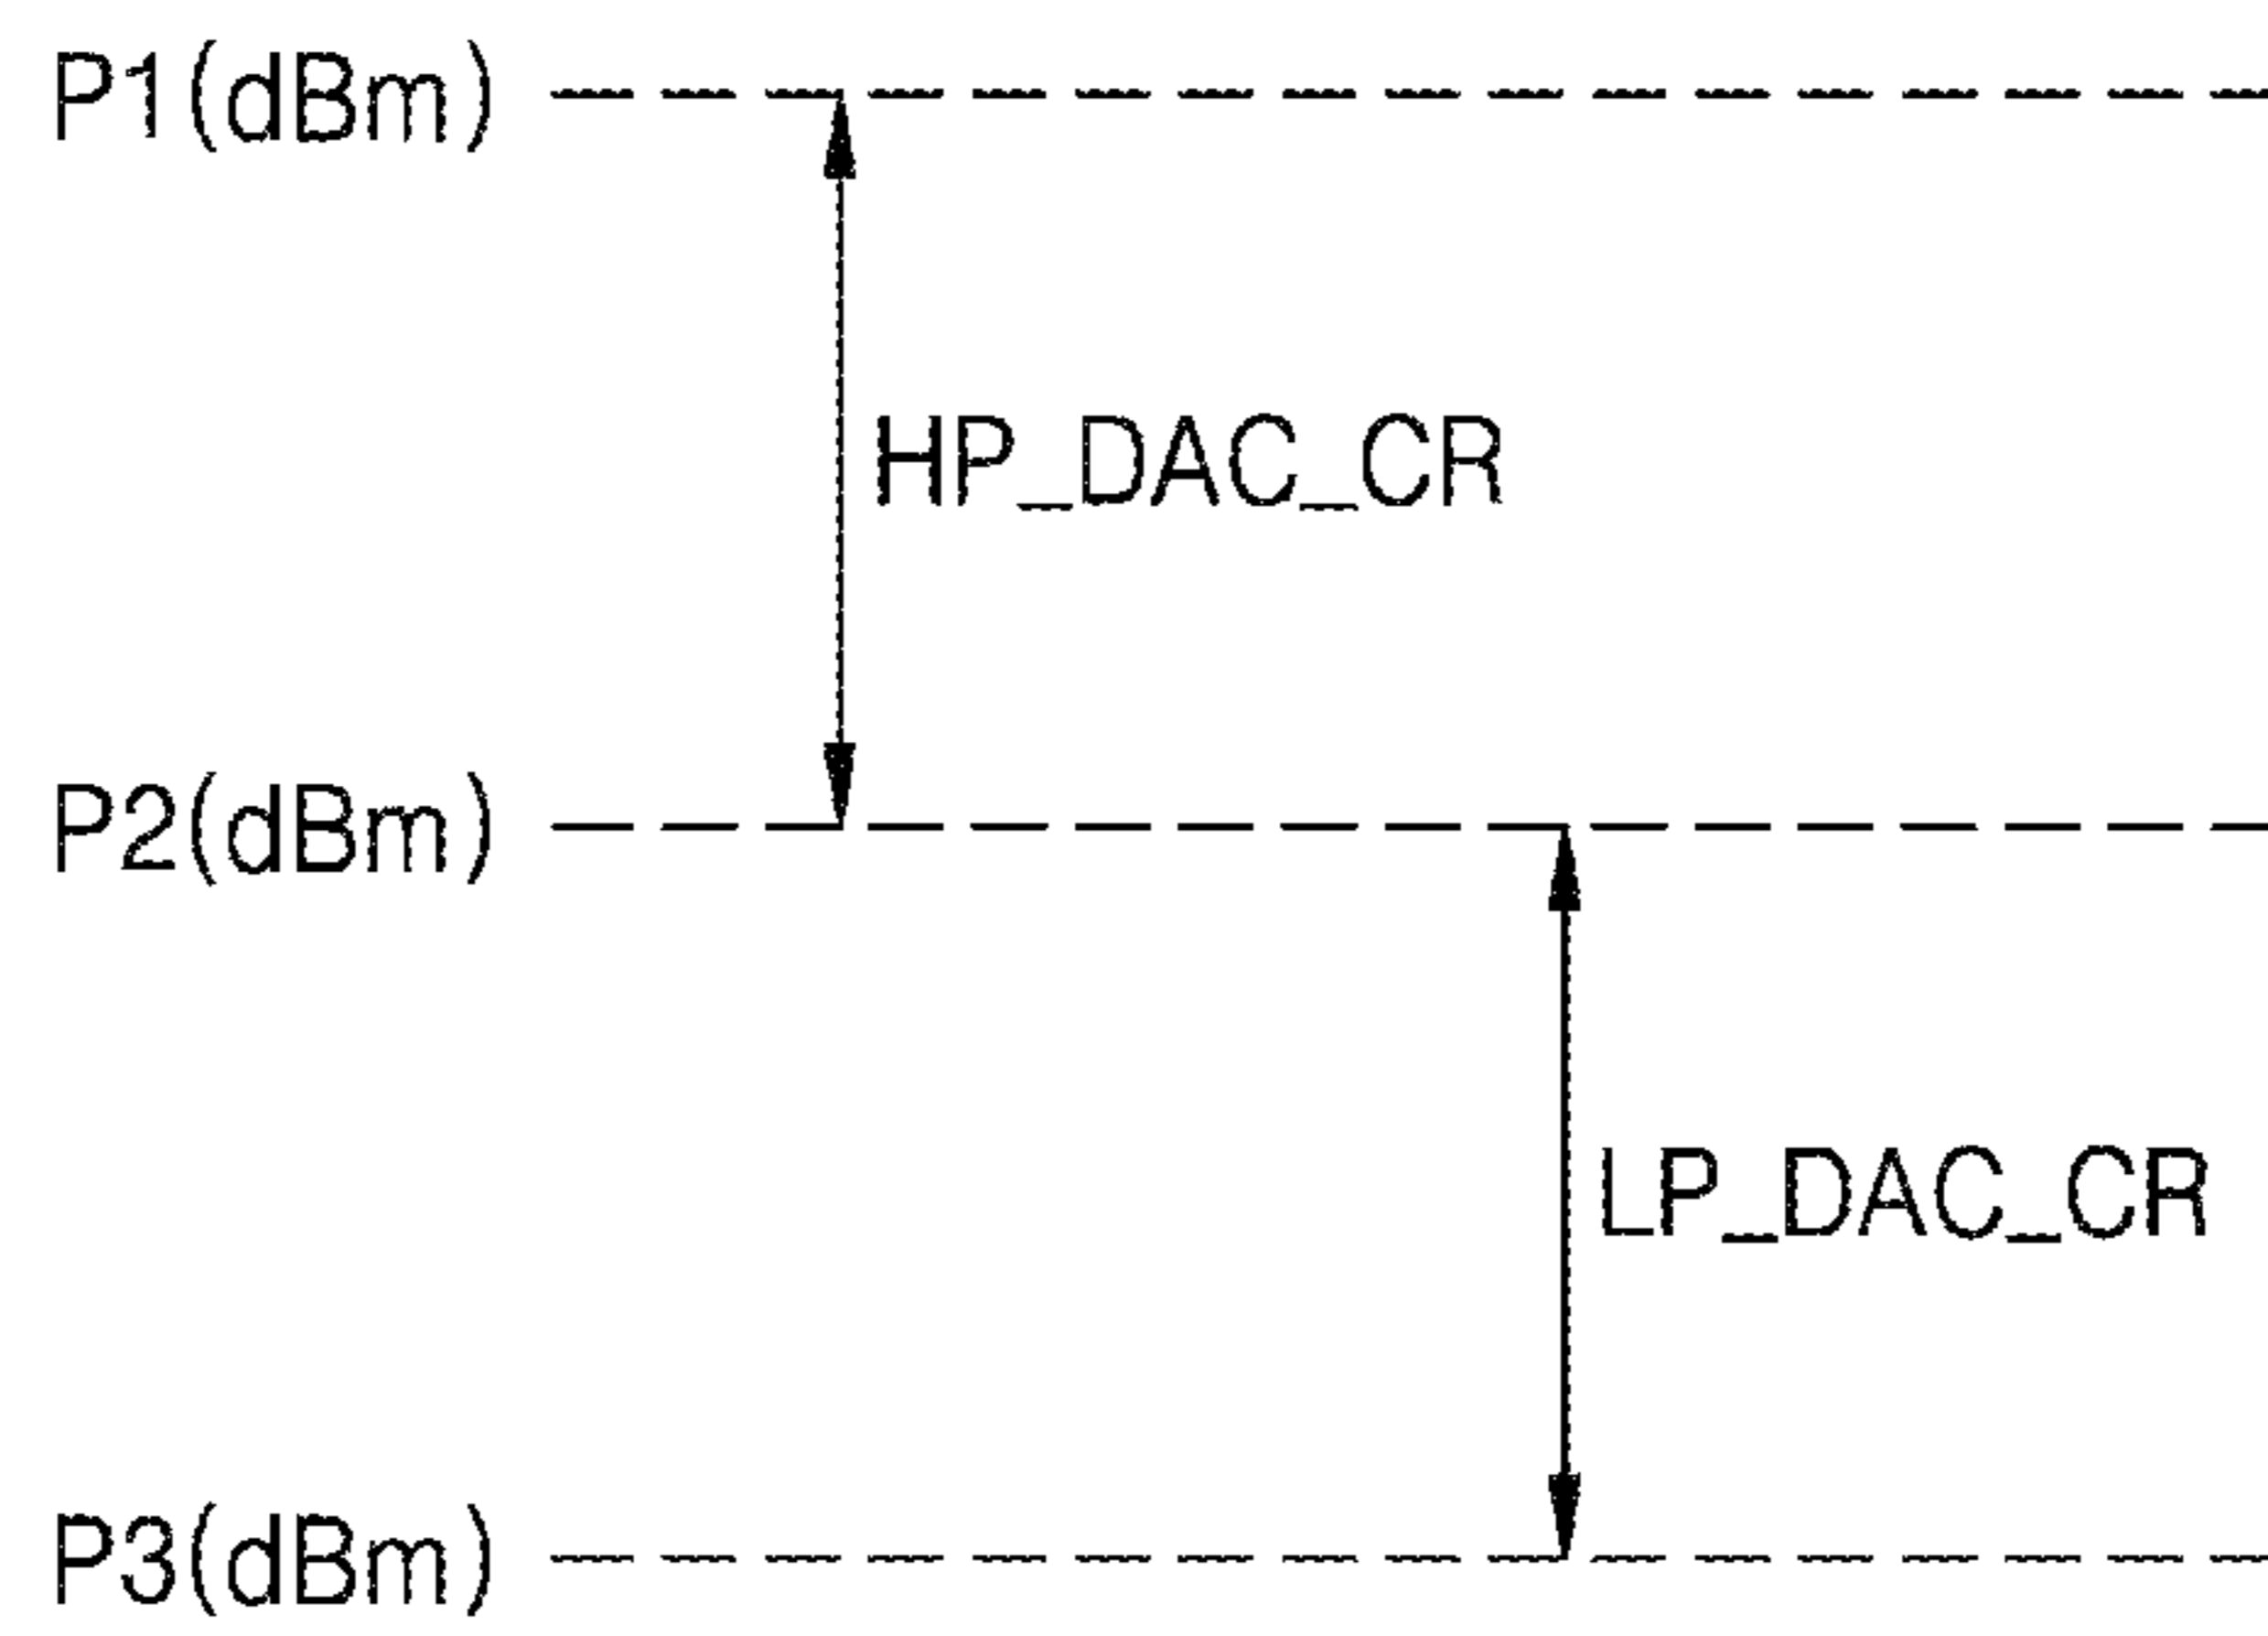 P1(dBm)
HP_DAC_CR
P2(dBm)
LP_DAC_CR
P3(dBm)